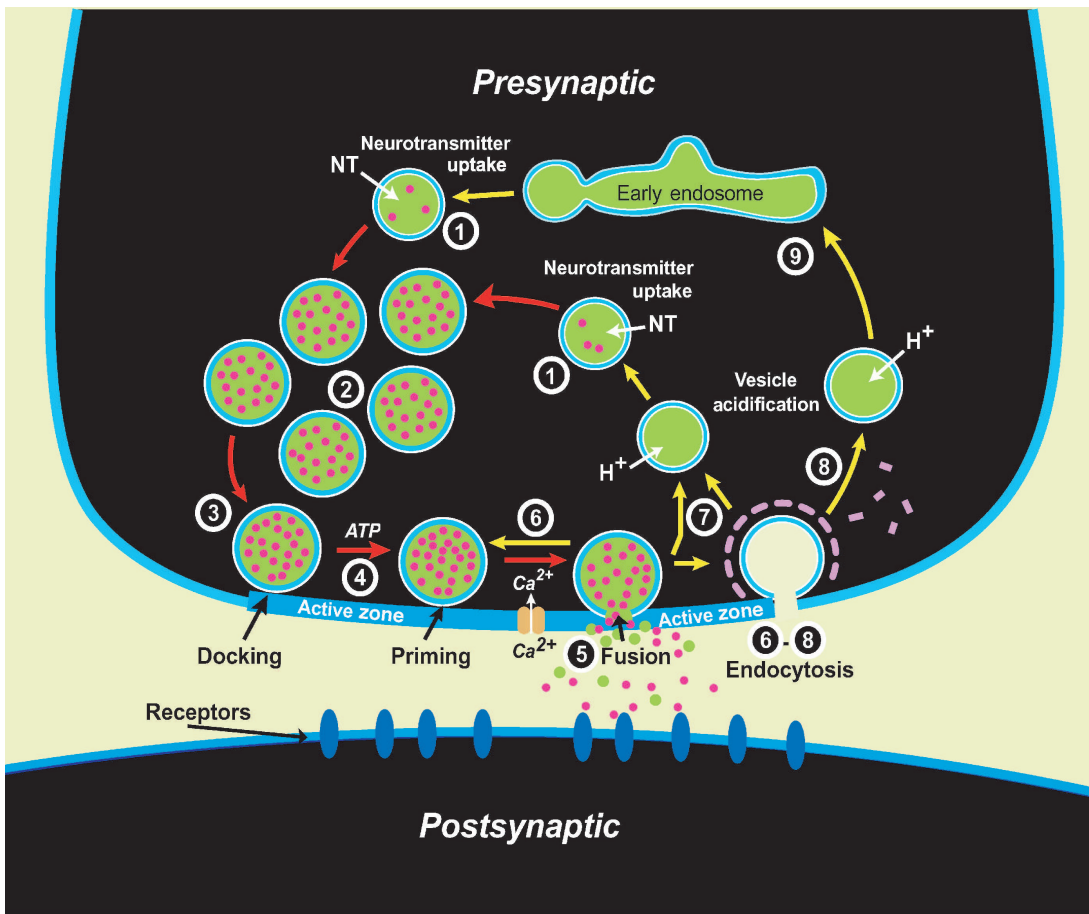 Presynaptic
Neurotransmitter
uptake
NT
Early endosome
1
9
Neurotransmitter
uptake
NT
H+
1
2
Vesicle
acidification
H+
8
3
6
7
ATP
4
Ca2+
Active zone
Active zone
Ca2+
5
Fusion
6 - 8
Endocytosis
Docking
Priming
Receptors
Postsynaptic